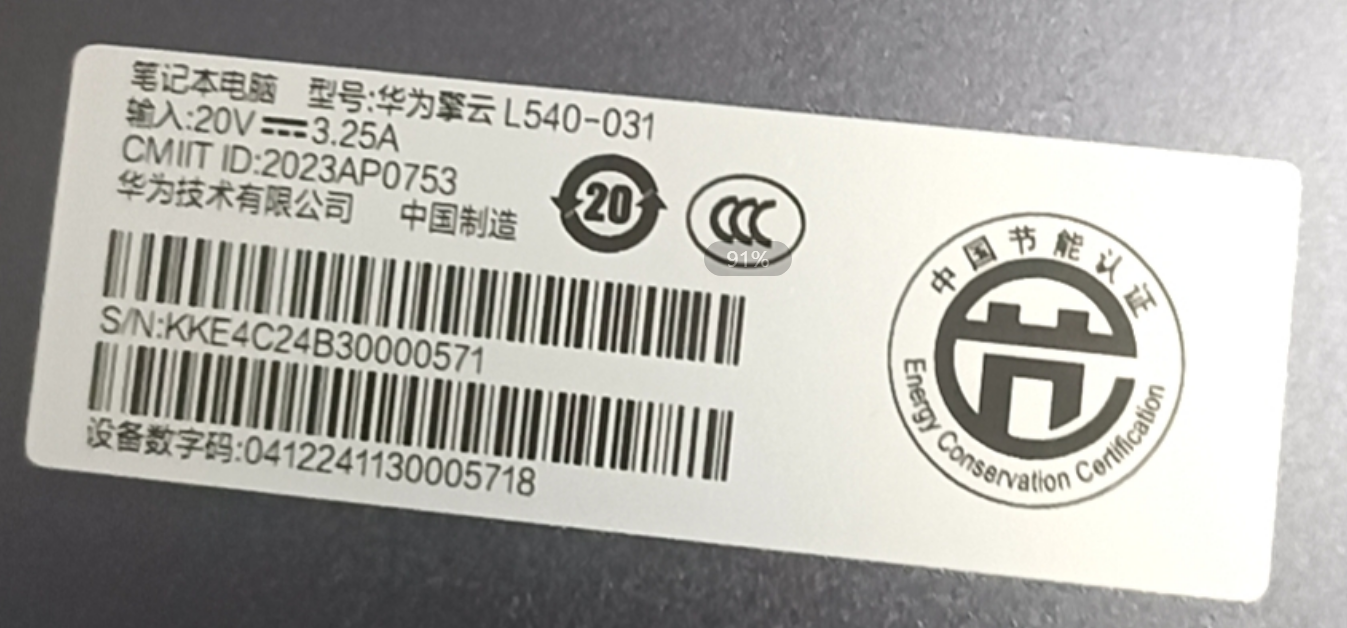 笔记本电脑 型号:华为擎云 L540-031
输入:20V⎓3.25A
CMIIT ID:2023AP0753
华为技术有限公司 中国制造
20
CCC
91%
S/N:KKE4C24B30000571
设备数字码:0412241130005718
中国节能认证
节
Energy Conservation Certification